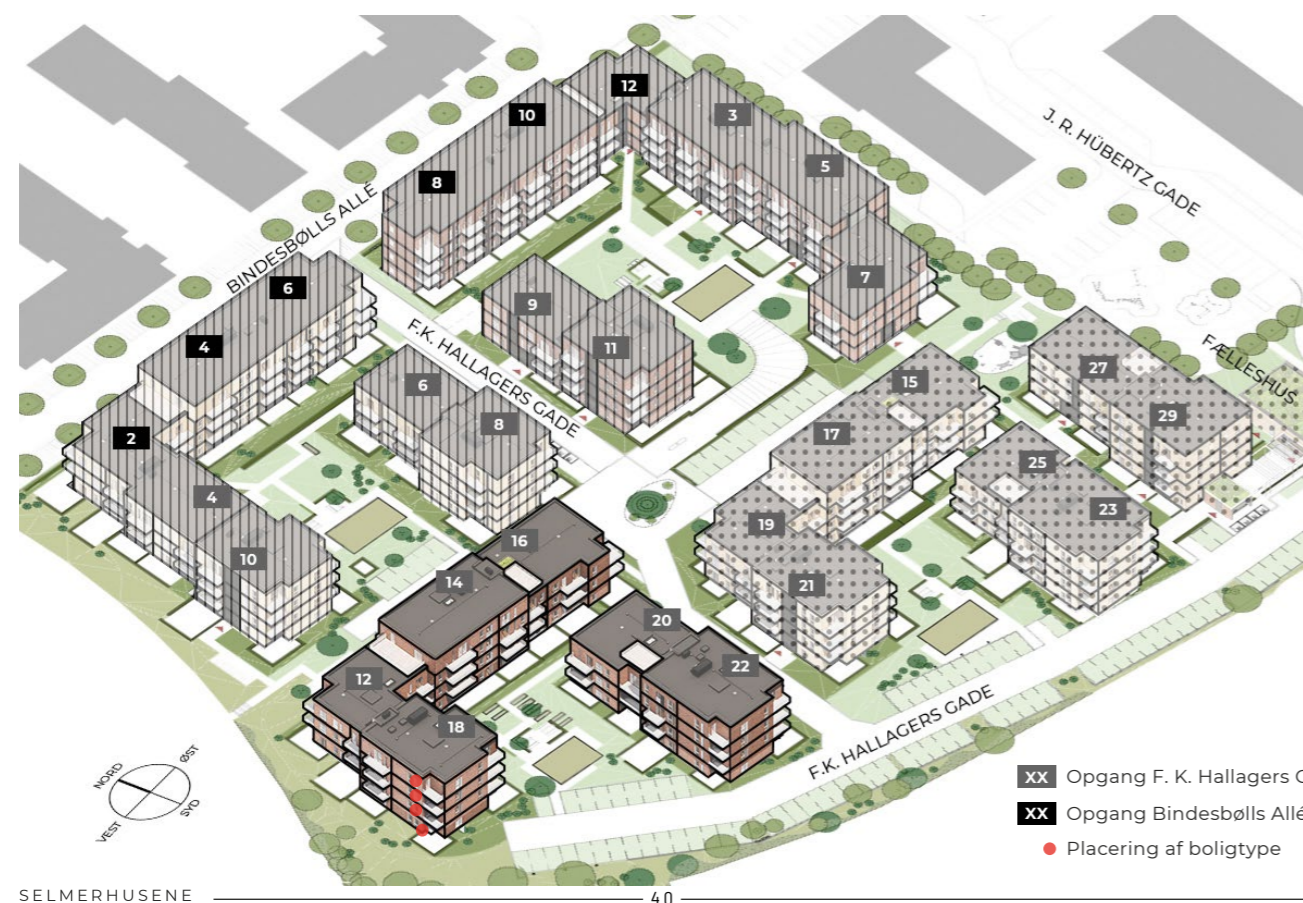 12
10
3
J. R. HÜBERTZ GADE
5
8
BINDESBØLLS ALLÉ
6
7
9
4
F.K. HALLAGERS GADE
11
FÆLLESHUS
27
15
6
29
8
17
2
25
4
23
19
16
10
14
21
20
22
12
18
F.K. HALLAGERS GADE
NORD
ØST
VEST
SYD
XX Opgang F. K. Hallagers G
XX Opgang Bindesbølls Allé
Placering af boligtype
SELMERHUSENE
40